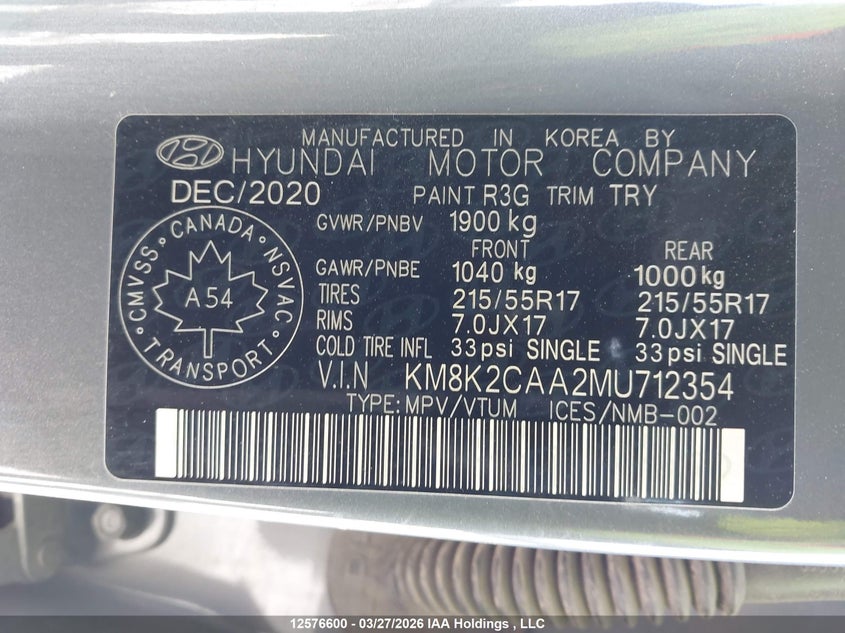 MANUFACTURED IN KOREA BY
HYUNDAI MOTOR COMPANY
DEC/2020 PAINT R3G TRIM TRY
GVWR/PNBV 1900 kg
FRONT REAR
GAWR/PNBE 1040 kg 1000 kg
TIRES 215/55R17 215/55R17
RIMS 7.0JX17 7.0JX17
COLD TIRE INFL 33psi SINGLE 33psi SINGLE
V.I.N KM8K2CAA2MU712354
TYPE:MPV/VTUM ICES/NMB-002
CMVSS • CANADA • NSVAC • TRANSPORT •
A 54
12576600 - 03/27/2026 IAA Holdings , LLC